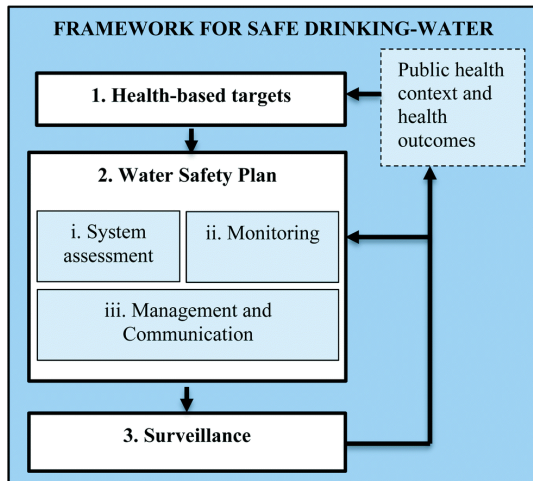 FRAMEWORK FOR SAFE DRINKING-WATER
1. Health-based targets
Public health
context and
health
outcomes
2. Water Safety Plan
i. System
assessment
ii. Monitoring
iii. Management and
Communication
3. Surveillance